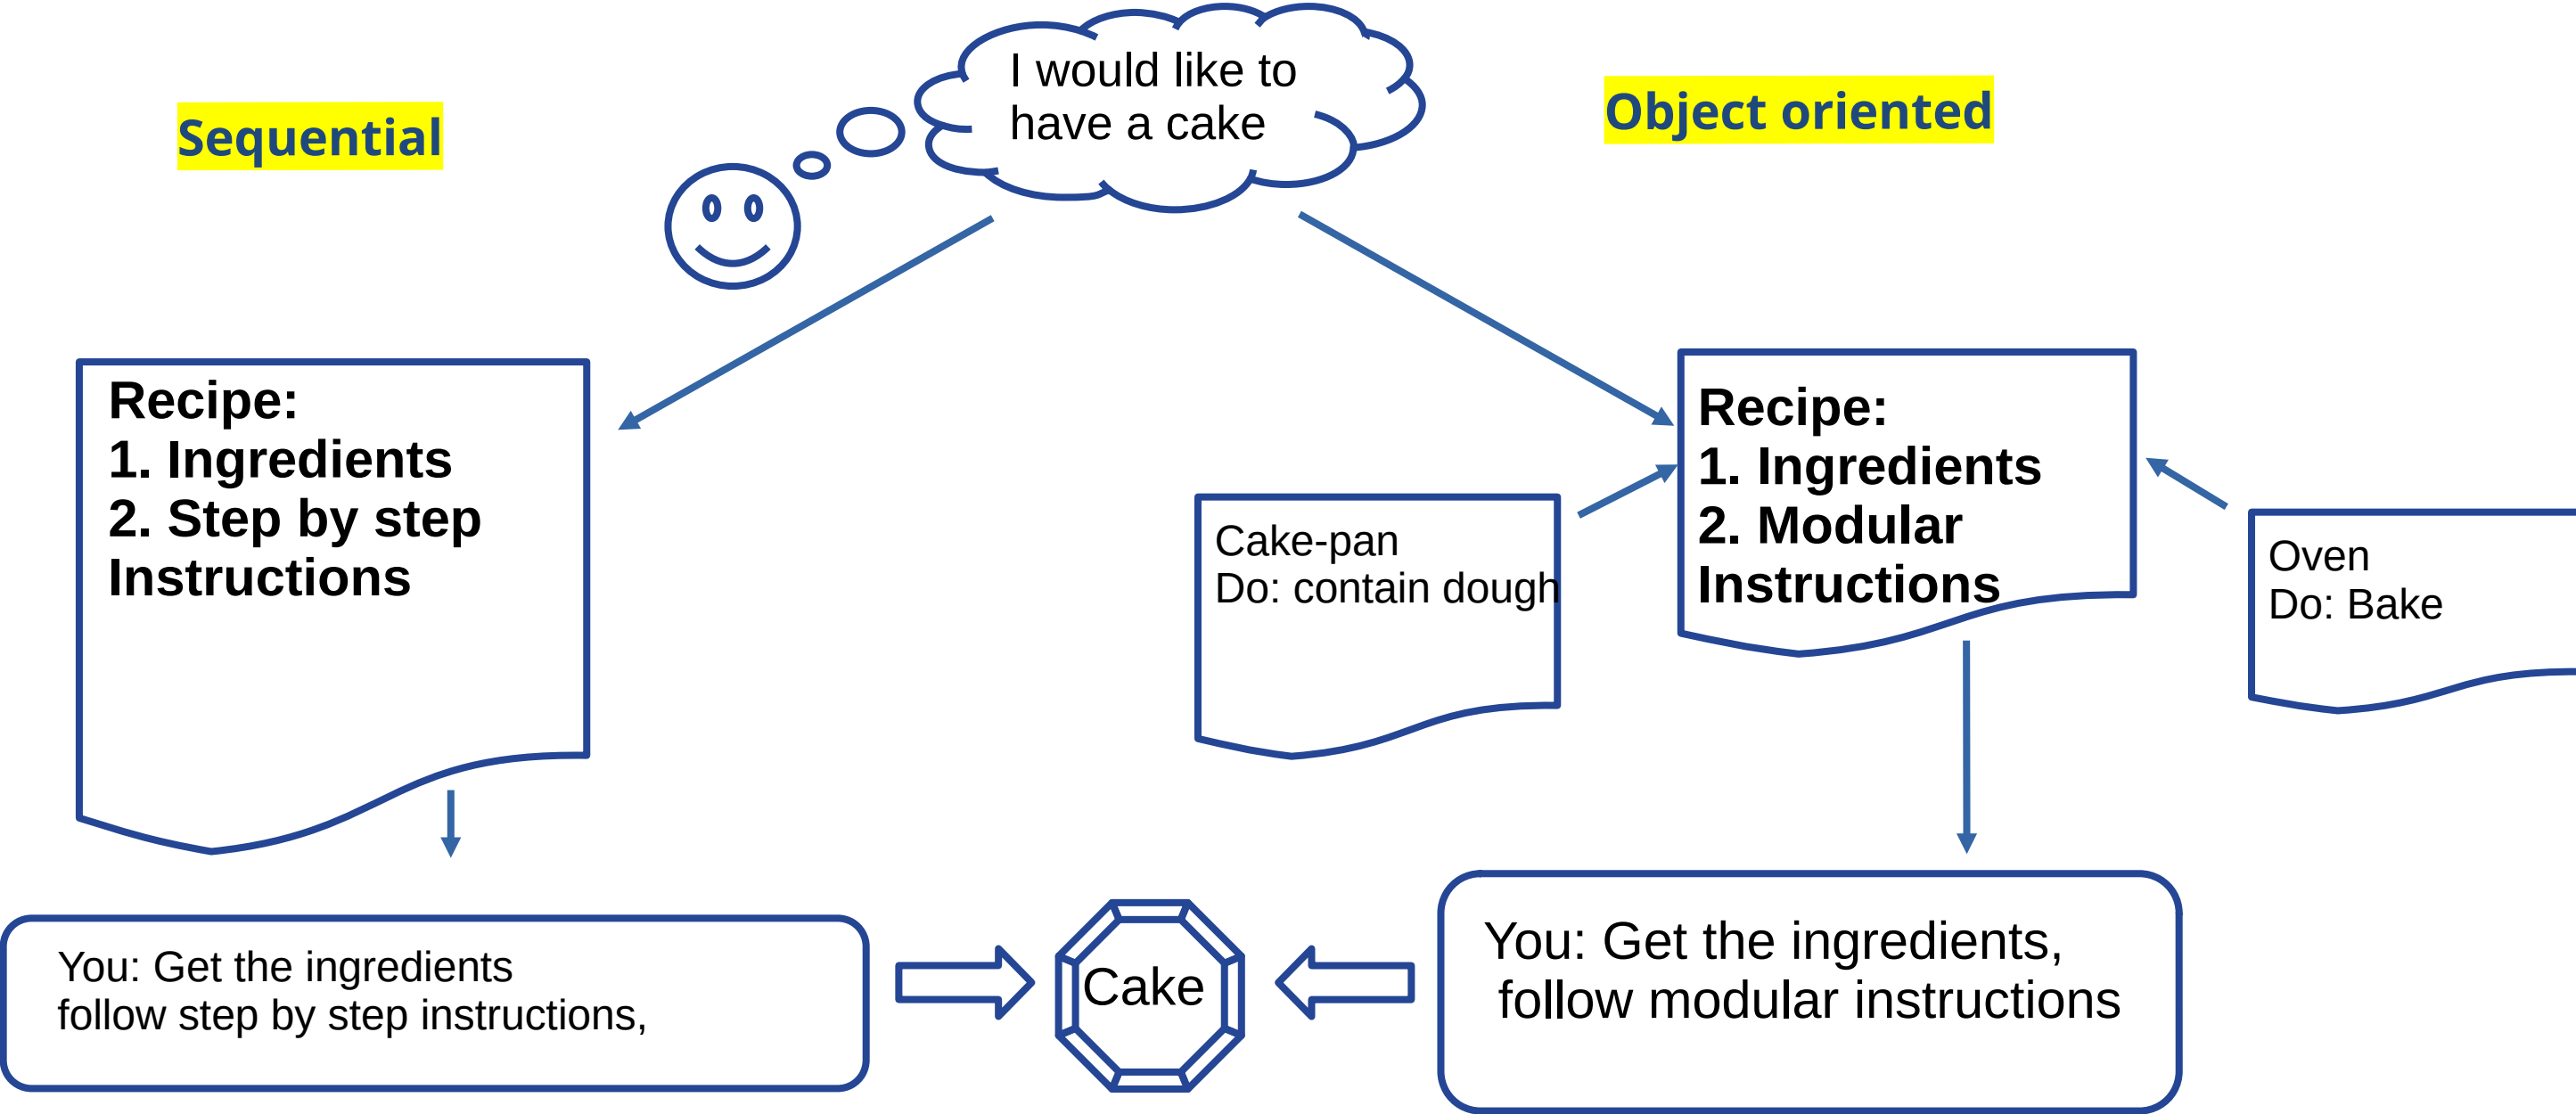 I would like to
have a cake
Sequential
Object oriented
Recipe:
1. Ingredients
2. Step by step
Instructions
Recipe:
1. Ingredients
2. Modular
Instructions
Cake-pan
Do: contain dough
Oven
Do: Bake
You: Get the ingredients
follow step by step instructions,
Cake
You: Get the ingredients,
follow modular instructions